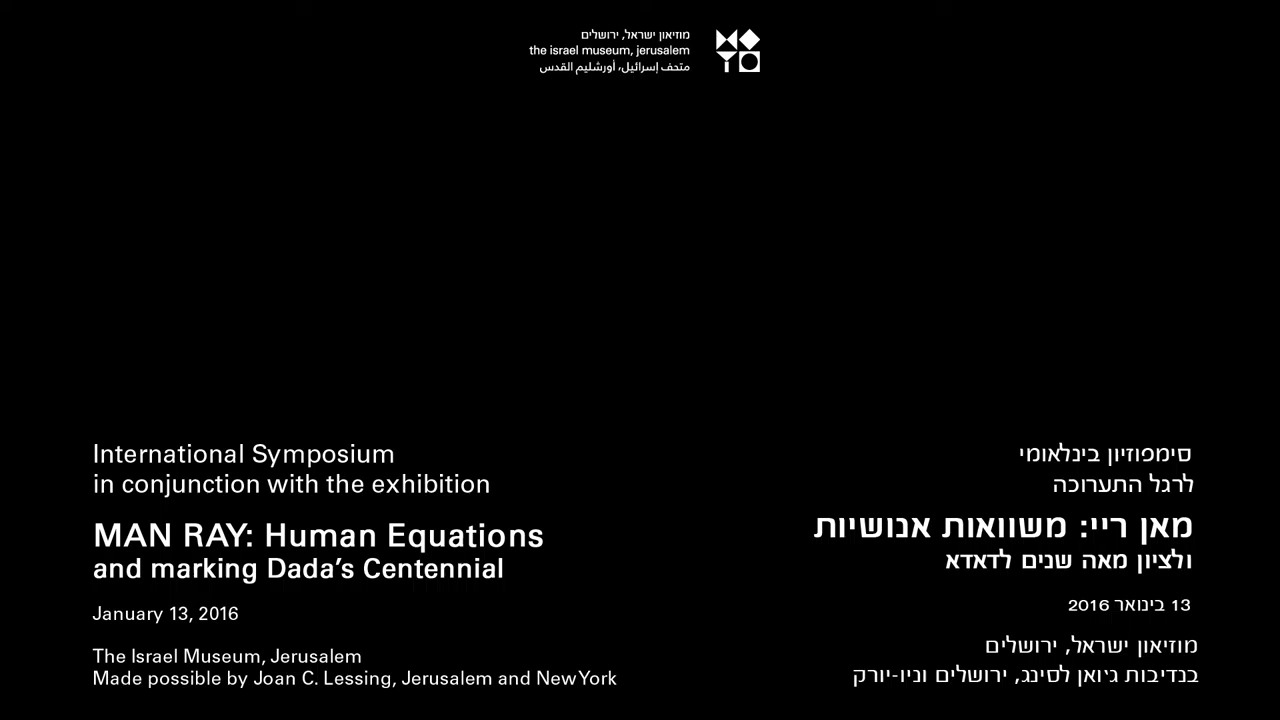 מוזיאון ישראל, ירושלים
the israel museum, jerusalem
متحف إسرائيل، أورشليم القدس
International Symposium
in conjunction with the exhibition
MAN RAY: Human Equations
and marking Dada’s Centennial
January 13, 2016
The Israel Museum, Jerusalem
Made possible by Joan C. Lessing, Jerusalem and New York
סימפוזיון בינלאומי
לרגל התערוכה
מאן ריי: משוואות אנושיות
ולציון מאה שנים לדאדא
13 בינואר 2016
מוזיאון ישראל, ירושלים
בנדיבות ג׳ואן לסינג, ירושלים וניו-יורק